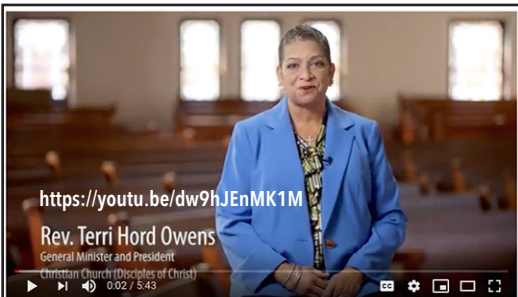 https://youtu.be/dw9hJEnMK1M
Rev. Terri Hord Owens
General Minister and President
Christian Church (Disciples of Christ)
0:02 / 5:43
CC